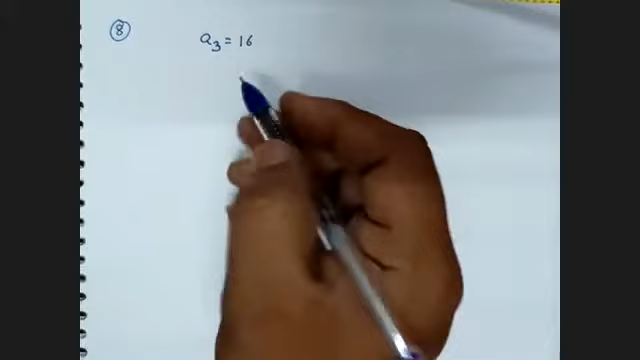 ⑧ a₃ = 16